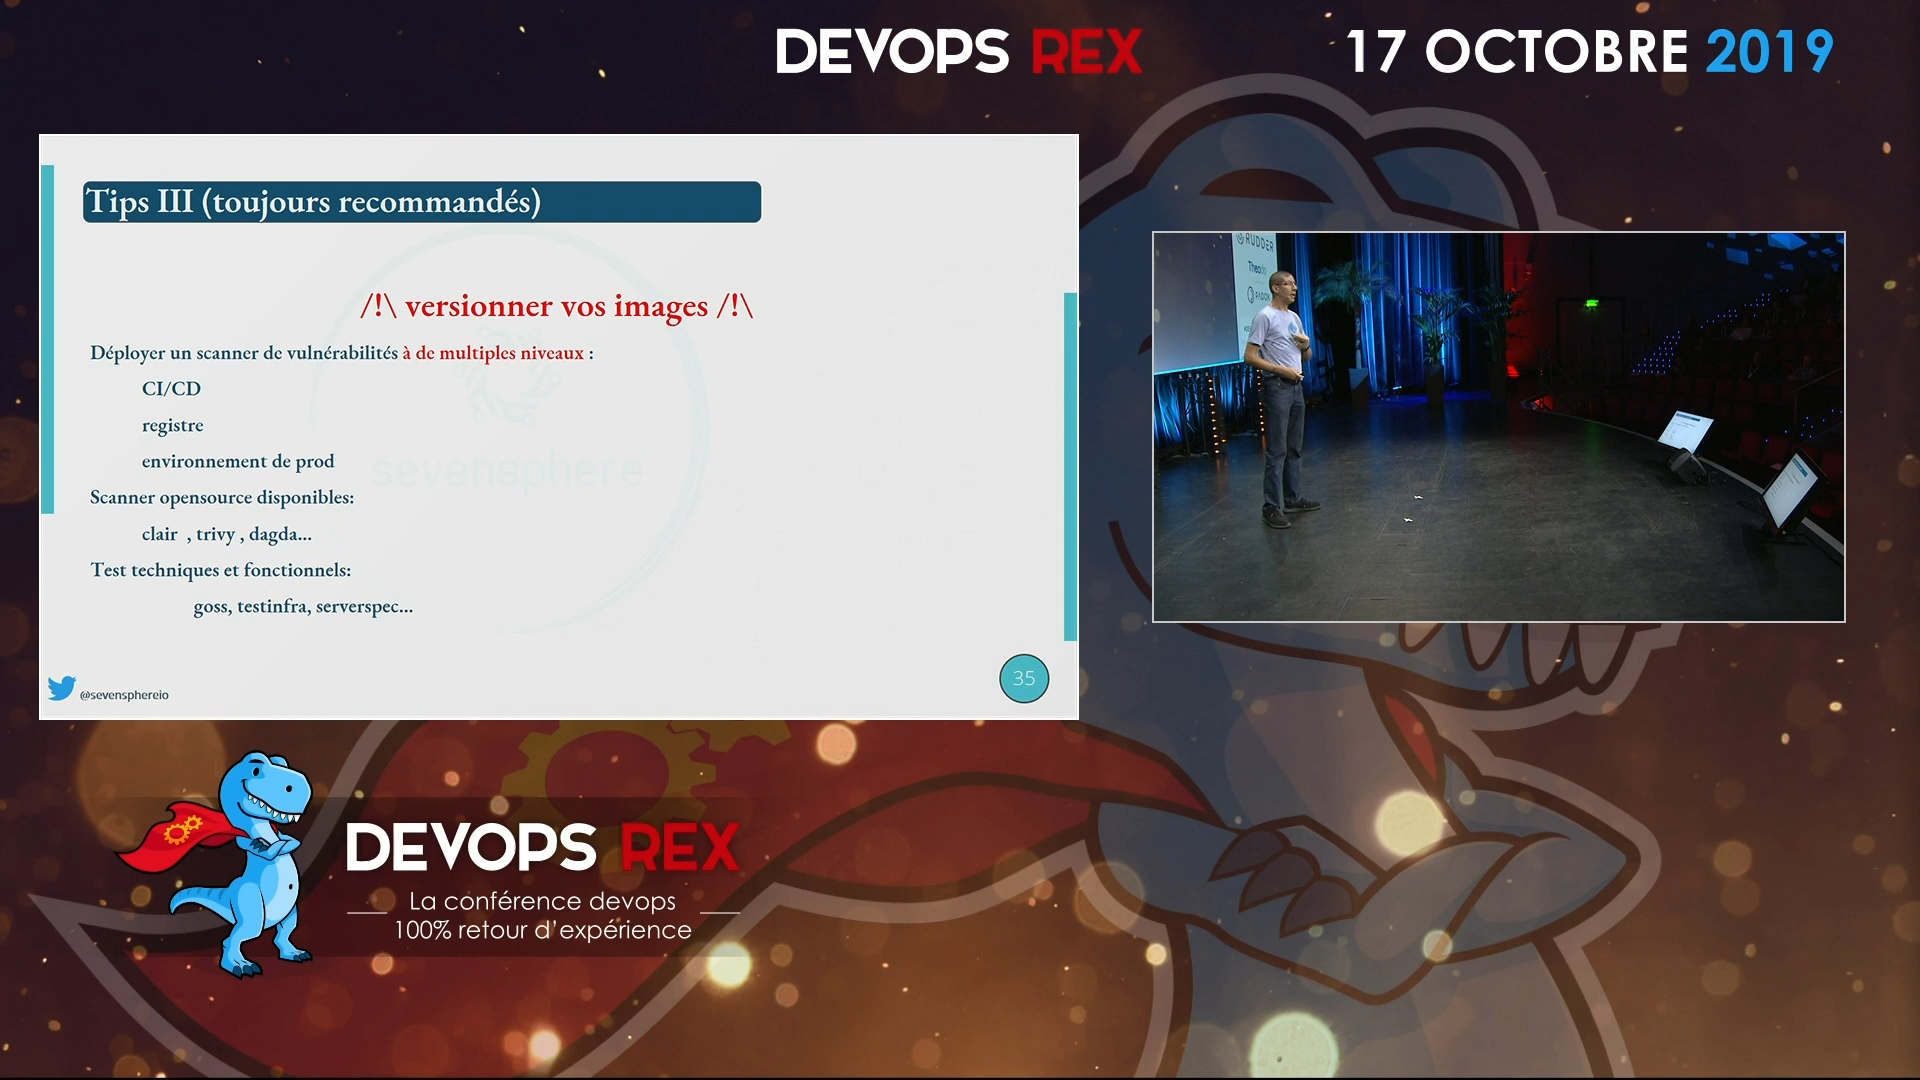 DEVOPS REX
17 OCTOBRE 2019
Tips III (toujours recommandés)
/!\ versionner vos images /!\
Déployer un scanner de vulnérabilités à de multiples niveaux :
CI/CD
registre
environnement de prod
sevensphere
Scanner opensource disponibles:
clair , trivy , dagda...
Test techniques et fonctionnels:
goss, testinfra, serverspec...
@sevensphereio
35
RUDDER
Theodo
PADOK
DEVOPS REX
La conférence devops
100% retour d'expérience